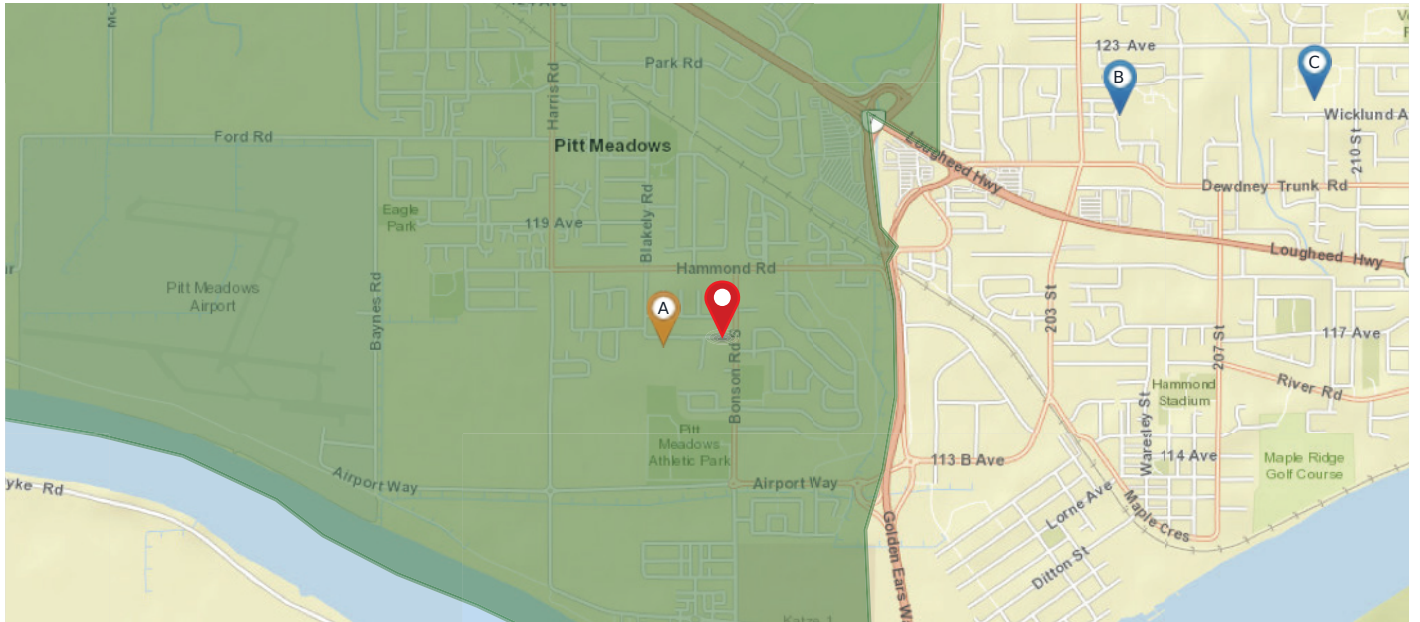 123 Ave
Park Rd
B
C
Harris Rd
Wicklund A
Ford Rd
Pitt Meadows
Lougheed Hwy
210 St
Dewdney Trunk Rd
Eagle
Park
Blakely Rd
119 Ave
Lougheed Hwy
Hammond Rd
Pitt Meadows
Airport
Baynes Rd
A
203 St
117 Ave
207 St
Bonson Rd S
River Rd
Hammond
Stadium
Waresley St
Pitt
Meadows
Athletic Park
113 B Ave
114 Ave
Maple Ridge
Golf Course
Airport Way
Airport Way
yke Rd
Lorne Ave
Maple Cres
Golden Ears W
Ditton St